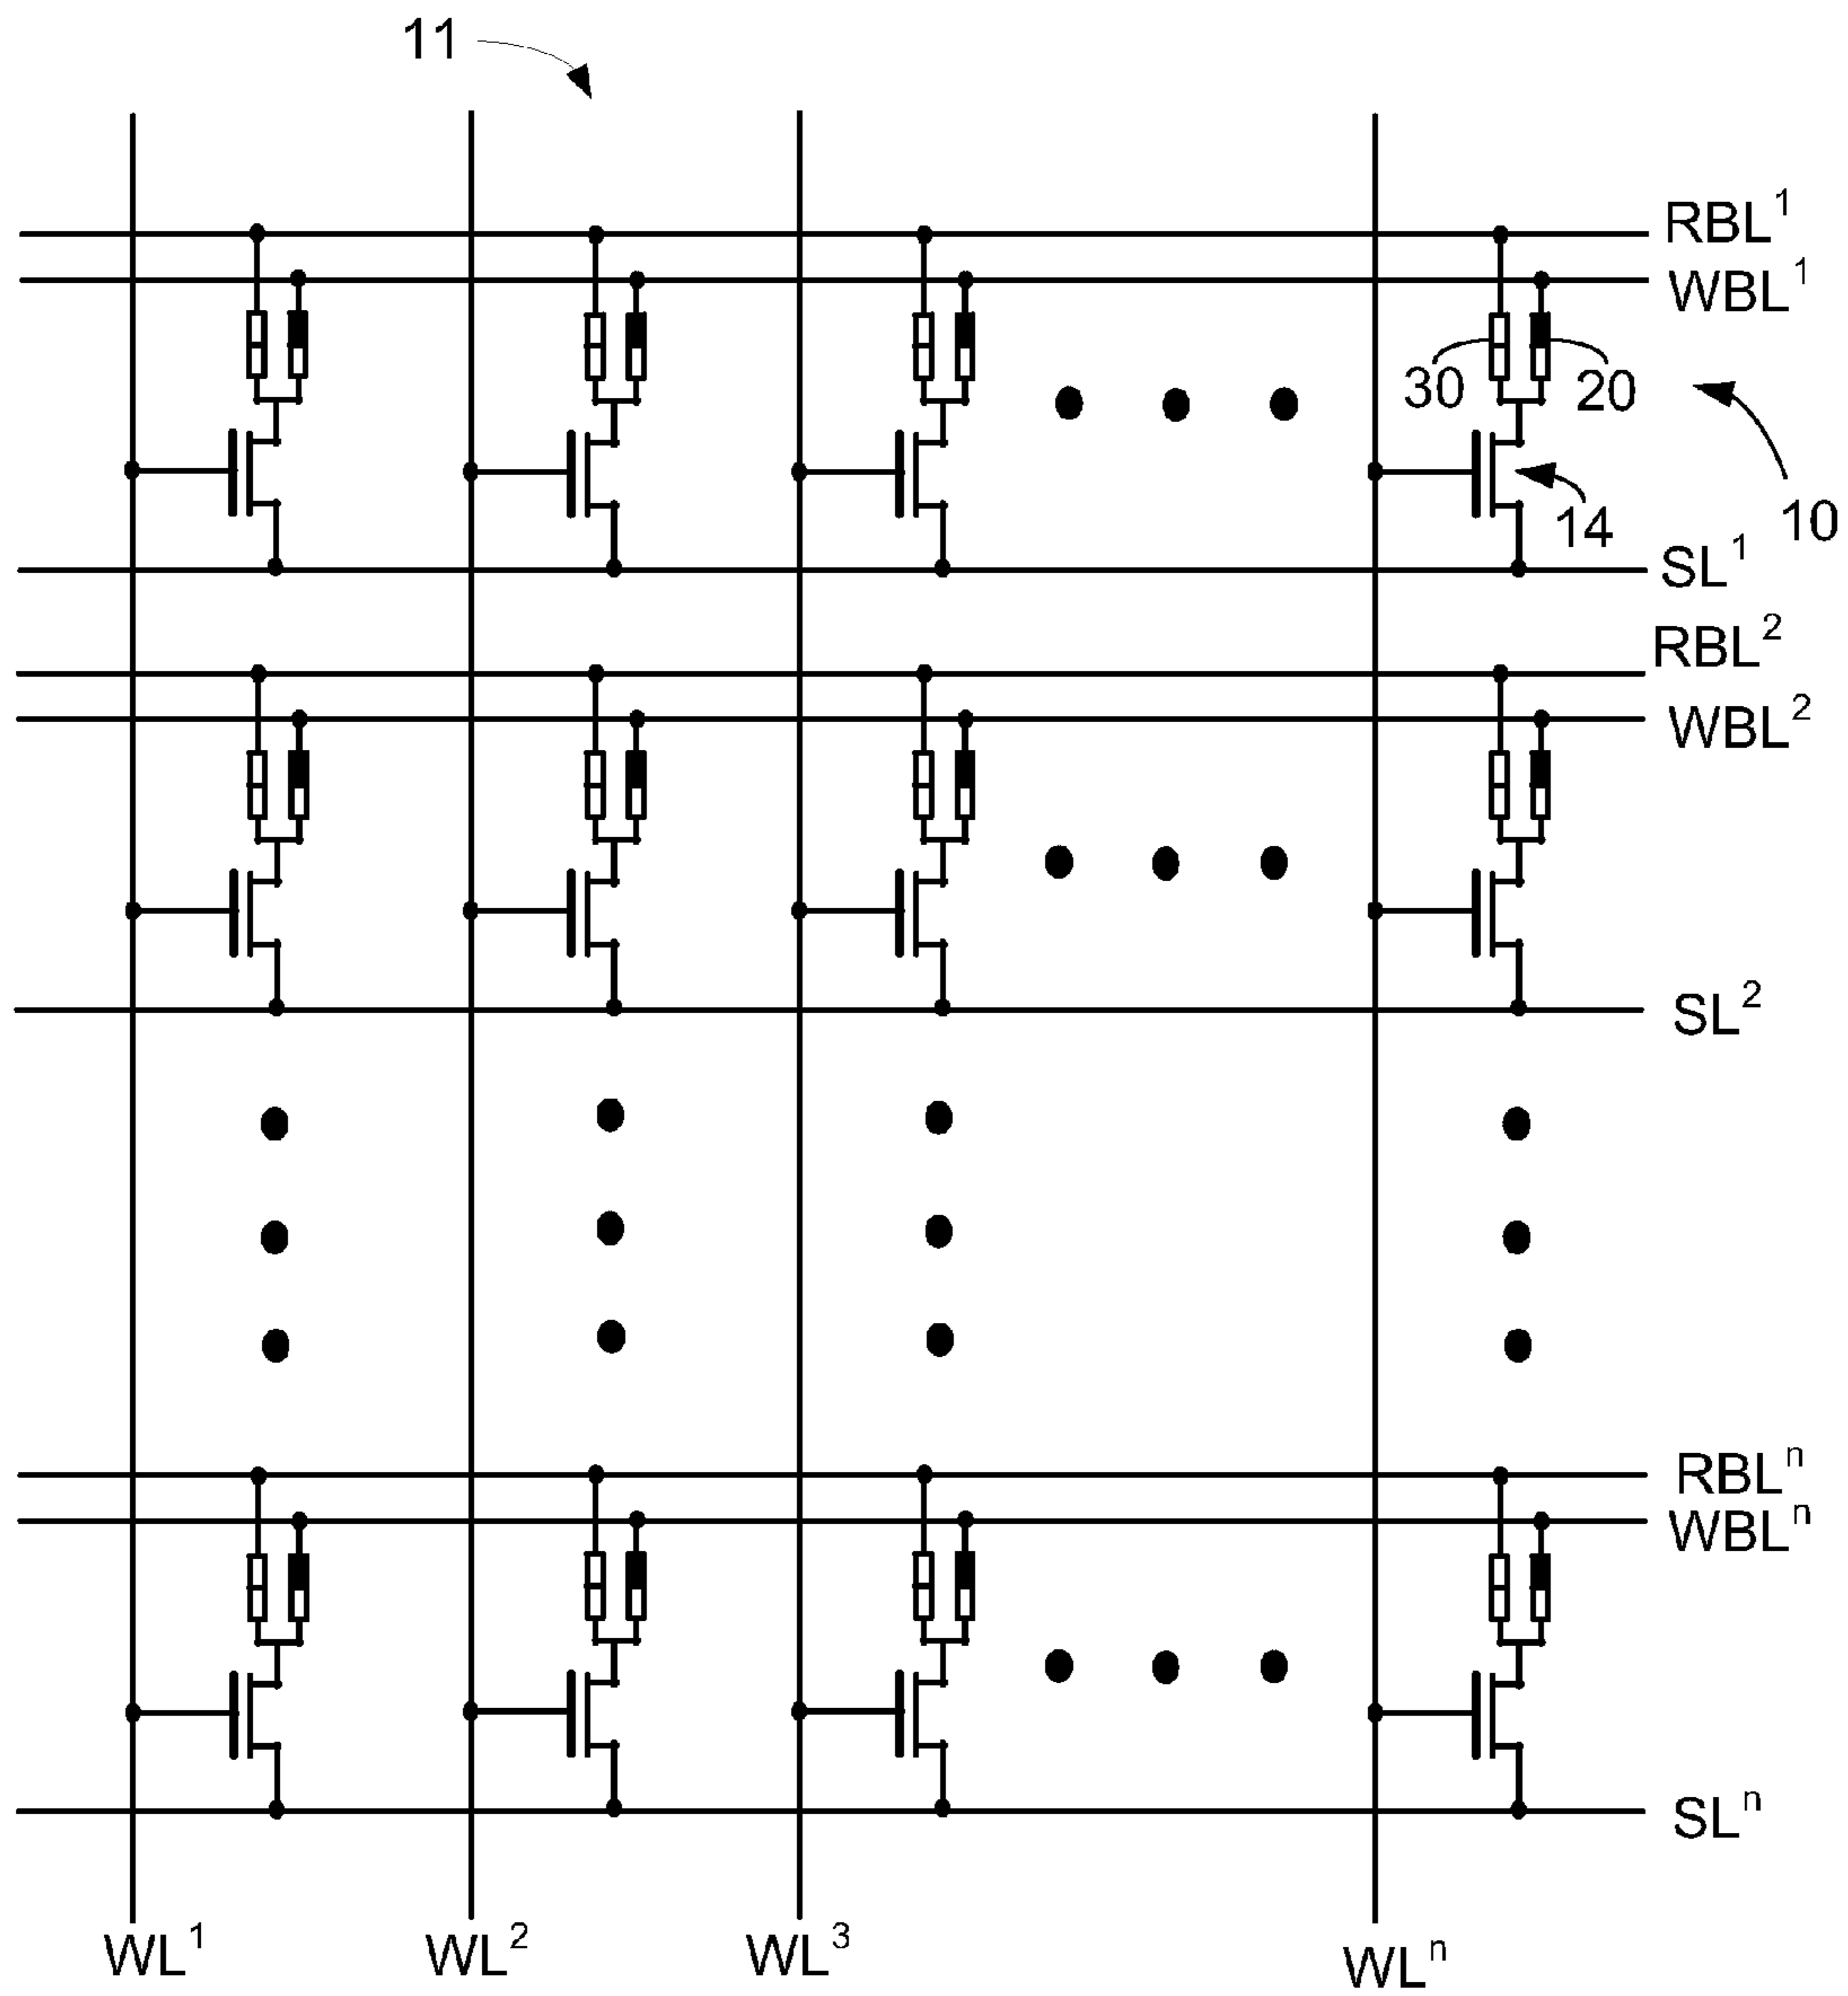 11
RBL¹
WBL¹
30
20
14
10
SL¹
RBL²
WBL²
SL²
RBLⁿ
WBLⁿ
SLⁿ
WL¹ WL² WL³ WLⁿ